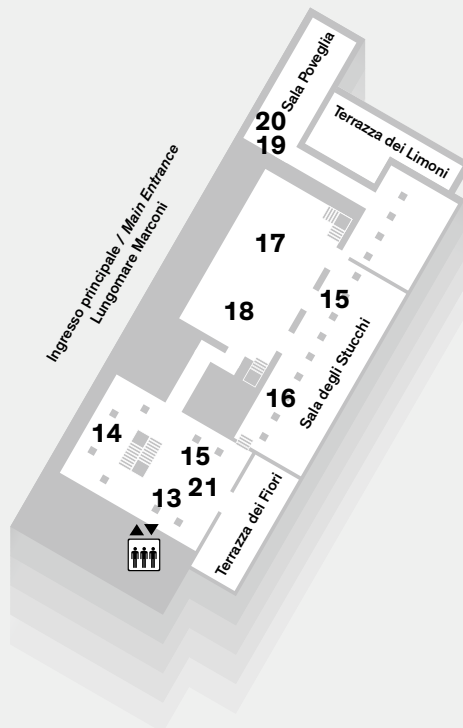 Sala Poveglia
20
19
Terrazza dei Limoni
Ingresso principale / Main Entrance
Lungomare Marconi
17
18
15
Sala degli Stucchi
16
14
15
13
21
Terrazza dei Fiori